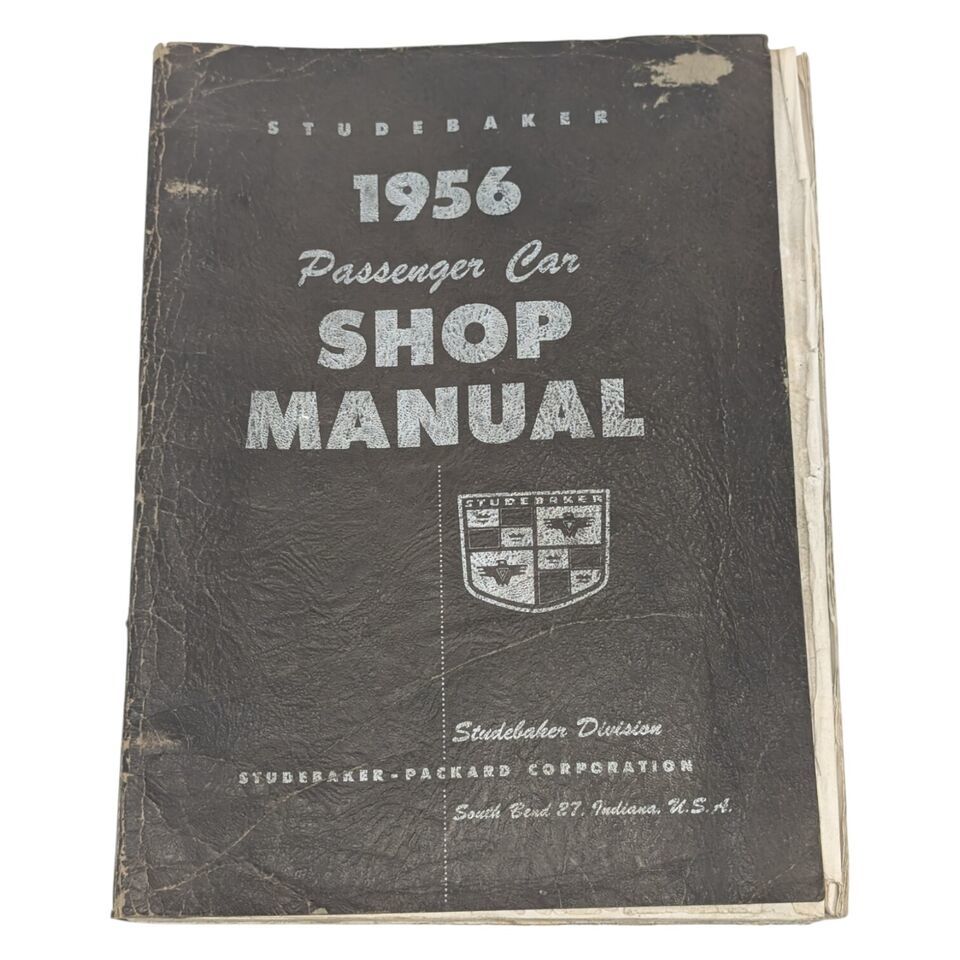 STUDEBAKER
1956
Passenger Car
SHOP
MANUAL
STUDEBAKER
Studebaker Division
STUDEBAKER-PACKARD CORPORATION
South Bend 27, Indiana, U.S.A.